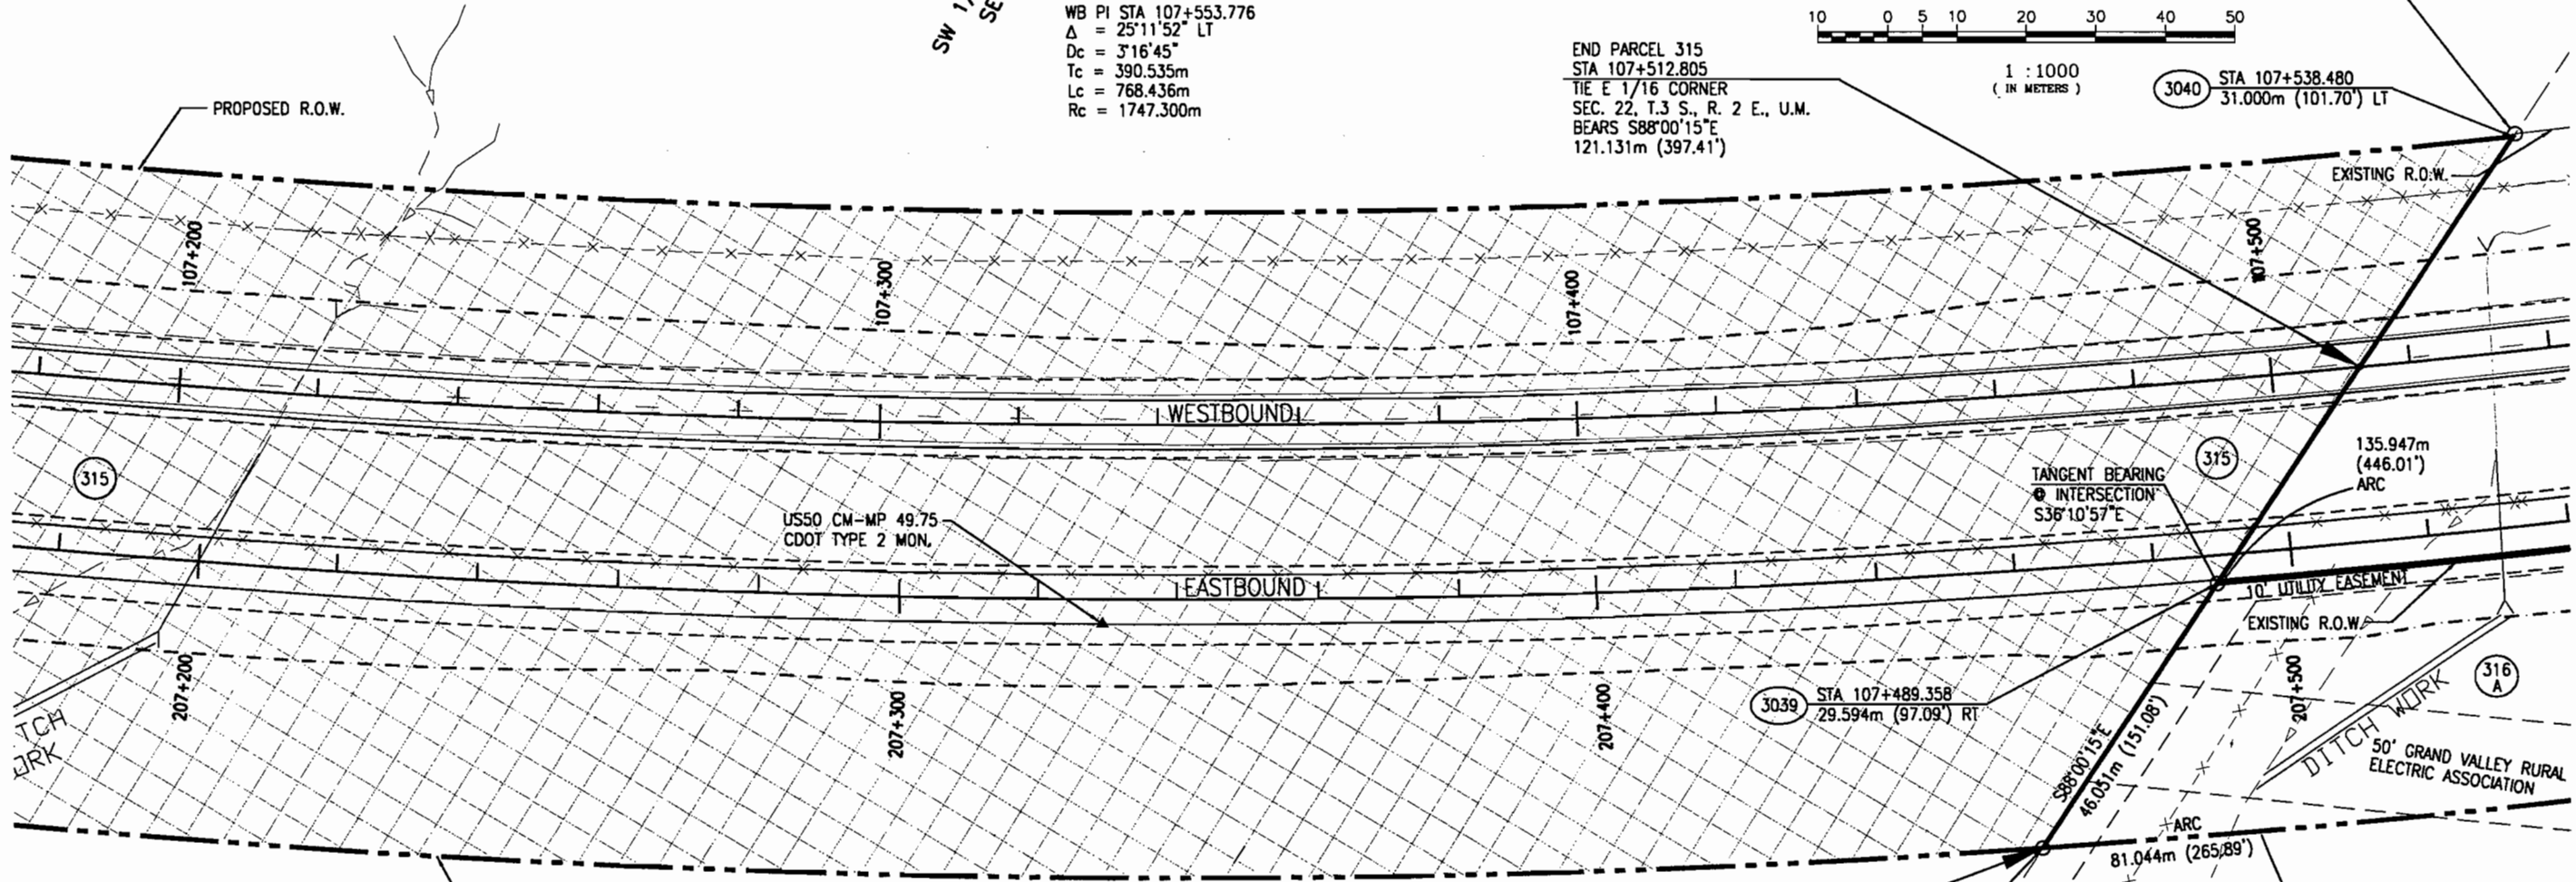 SW 1/
SE
WB PI STA 107+553.776
Δ = 25°11'52" LT
Dc = 3°16'45"
Tc = 390.535m
Lc = 768.436m
Rc = 1747.300m
10 0 5 10 20 30 40 50
1 : 1000
( IN METERS )
END PARCEL 315
STA 107+512.805
TIE E 1/16 CORNER
SEC. 22, T.3 S., R. 2 E., U.M.
BEARS S88°00'15"E
121.131m (397.41')
3040
STA 107+538.480
31.000m (101.70') LT
PROPOSED R.O.W.
EXISTING R.O.W.
107+200
107+300
107+400
107+500
WESTBOUND
315
315
135.947m
(446.01')
ARC
TANGENT BEARING
@ INTERSECTION
S36°10'57"E
US50 CM-MP 49.75
CDOT TYPE 2 MON.
EASTBOUND
10' UTILITY EASEMENT
EXISTING R.O.W.
207+200
207+300
207+400
207+500
3039
STA 107+489.358
29.594m (97.09') RT
316
A
TCH
ORK
DITCH WORK
S88°00'15"E
46.051m (151.08')
50' GRAND VALLEY RURAL
ELECTRIC ASSOCIATION
ARC
81.044m (265.89')